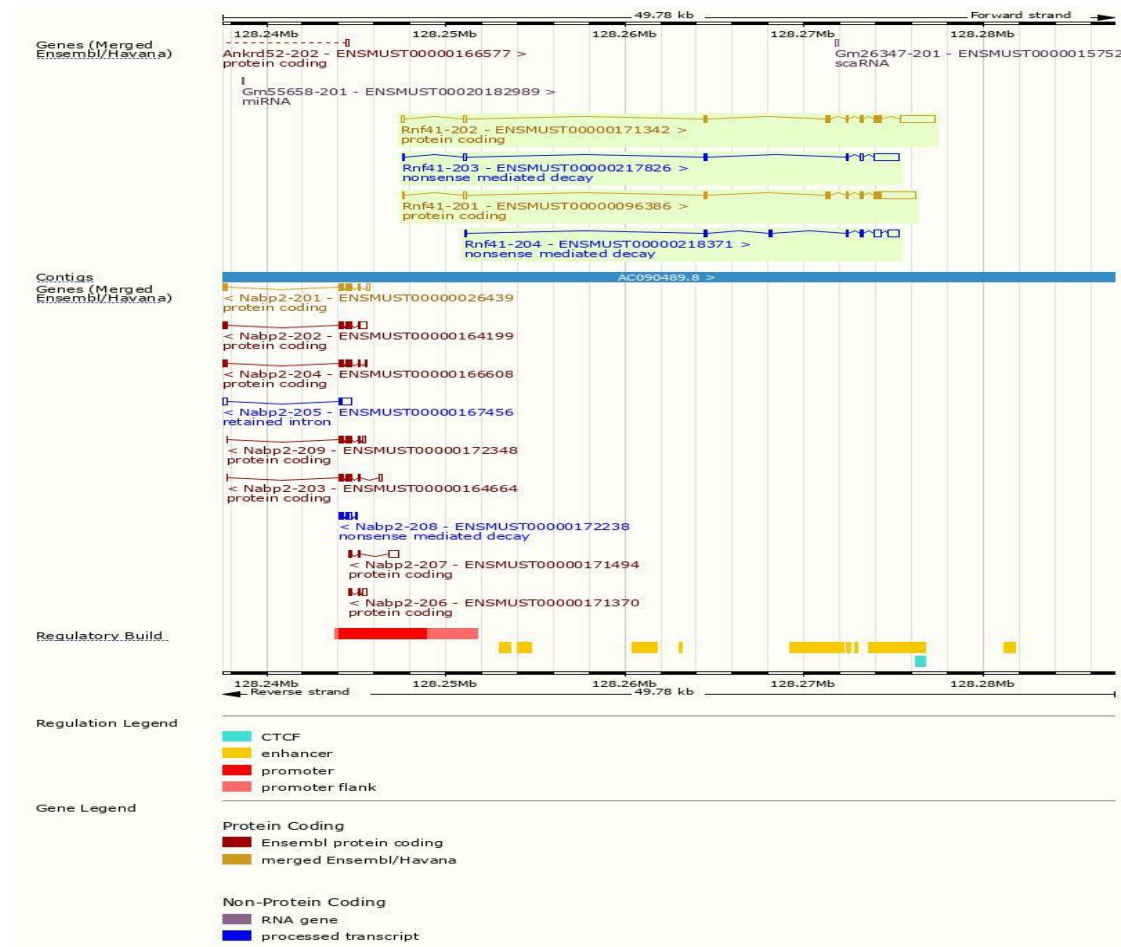 49.78 kb Forward strand
128.24Mb 128.25Mb 128.26Mb 128.27Mb 128.28Mb
Genes (Merged
Ensembl/Havana)
Ankrd52-202 - ENSMUST00000166577 >
protein coding
Gm26347-201 - ENSMUST0000015752
scaRNA
Gm55658-201 - ENSMUST00020182989 >
miRNA
Rnf41-202 - ENSMUST00000171342 >
protein coding
Rnf41-203 - ENSMUST00000217826 >
nonsense mediated decay
Rnf41-201 - ENSMUST00000096386 >
protein coding
Rnf41-204 - ENSMUST00000218371 >
nonsense mediated decay
Contigs
AC090489.8 >
Genes (Merged
Ensembl/Havana)
< Nabp2-201 - ENSMUST00000026439
protein coding
< Nabp2-202 - ENSMUST00000164199
protein coding
< Nabp2-204 - ENSMUST00000166608
protein coding
< Nabp2-205 - ENSMUST00000167456
retained intron
< Nabp2-209 - ENSMUST00000172348
protein coding
< Nabp2-203 - ENSMUST00000164664
protein coding
< Nabp2-208 - ENSMUST00000172238
nonsense mediated decay
< Nabp2-207 - ENSMUST00000171494
protein coding
< Nabp2-206 - ENSMUST00000171370
protein coding
Regulatory Build
128.24Mb 128.25Mb 128.26Mb 128.27Mb 128.28Mb
Reverse strand 49.78 kb
Regulation Legend
CTCF
enhancer
promoter
promoter flank
Gene Legend
Protein Coding
Ensembl protein coding
merged Ensembl/Havana
Non-Protein Coding
RNA gene
processed transcript